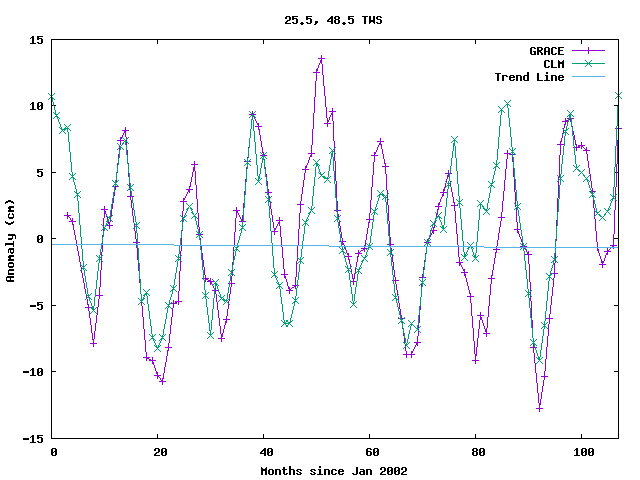 25.5, 48.5 TWS
GRACE
CLM
Trend Line
15
10
5
0
-5
-10
-15
Anomaly (cm)
0 20 40 60 80 100
Months since Jan 2002